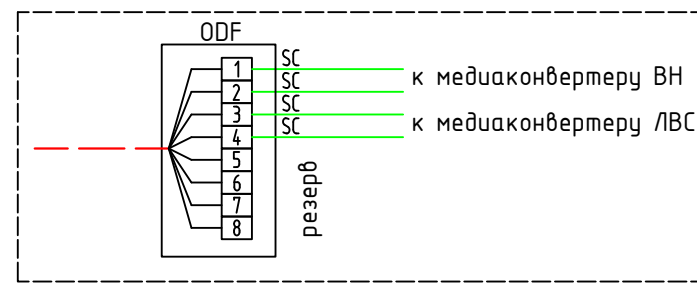 ODF
1 SC
2 SC
к медиаконвертеру ВН
3 SC
4 SC
к медиаконвертеру ЛВС
5
6
7
8
резерв